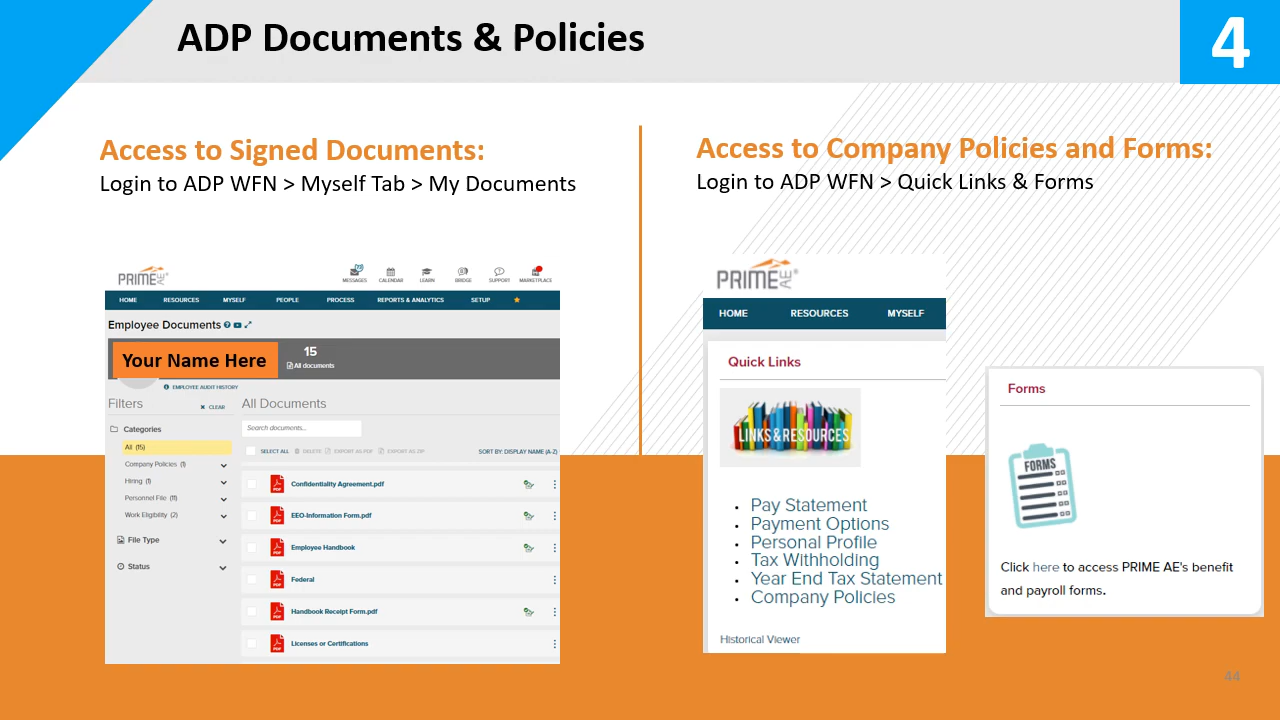 ADP Documents & Policies
4
Access to Signed Documents:
Login to ADP WFN > Myself Tab > My Documents
PRIME AE®
MESSAGES CALENDAR LEARN BRIDGE SUPPORT MARKETPLACE
HOME RESOURCES MYSELF PEOPLE PROCESS REPORTS & ANALYTICS SETUP
Employee Documents
Your Name Here
15
All documents
EMPLOYEE AUDIT HISTORY
Filters
CLEAR
Categories
All (15)
Company Policies (1)
Hiring (1)
Personnel File (11)
Work Eligibility (2)
File Type
Status
All Documents
Search documents...
SELECT ALL DELETE EXPORT AS PDF EXPORT AS ZIP SORT BY: DISPLAY NAME (A-Z)
PDF Confidentiality Agreement.pdf
PDF EEO-Information Form.pdf
PDF Employee Handbook
PDF Federal
PDF Handbook Receipt Form.pdf
PDF Licenses or Certifications
Access to Company Policies and Forms:
Login to ADP WFN > Quick Links & Forms
PRIME AE®
HOME RESOURCES MYSELF
Quick Links
LINKS & RESOURCES
• Pay Statement
• Payment Options
• Personal Profile
• Tax Withholding
• Year End Tax Statement
• Company Policies
Historical Viewer
Forms
FORMS
Click here to access PRIME AE's benefit
and payroll forms.
44